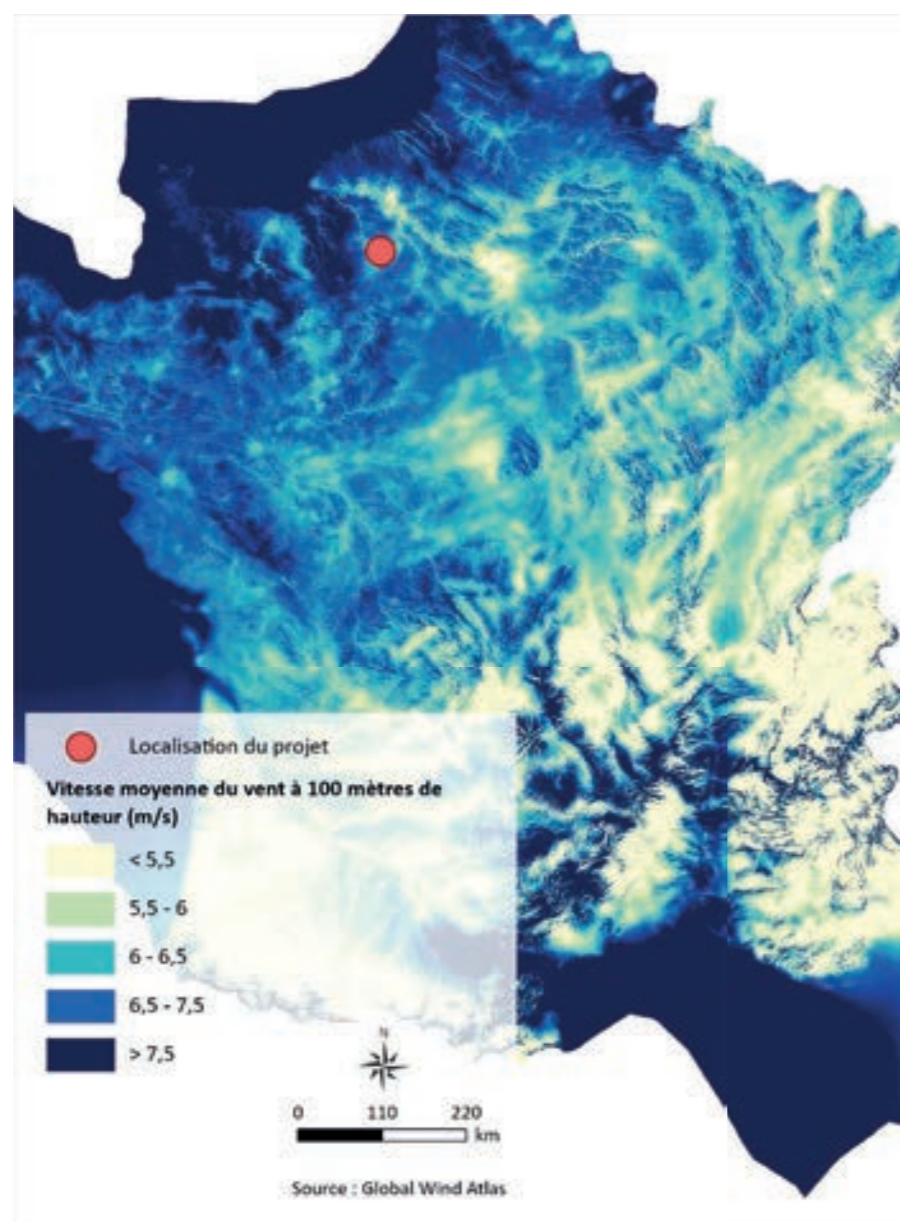 Localisation du projet
Vitesse moyenne du vent à 100 mètres de
hauteur (m/s)
< 5,5
5,5 - 6
6 - 6,5
6,5 - 7,5
> 7,5
N
0 110 220
km
Source : Global Wind Atlas